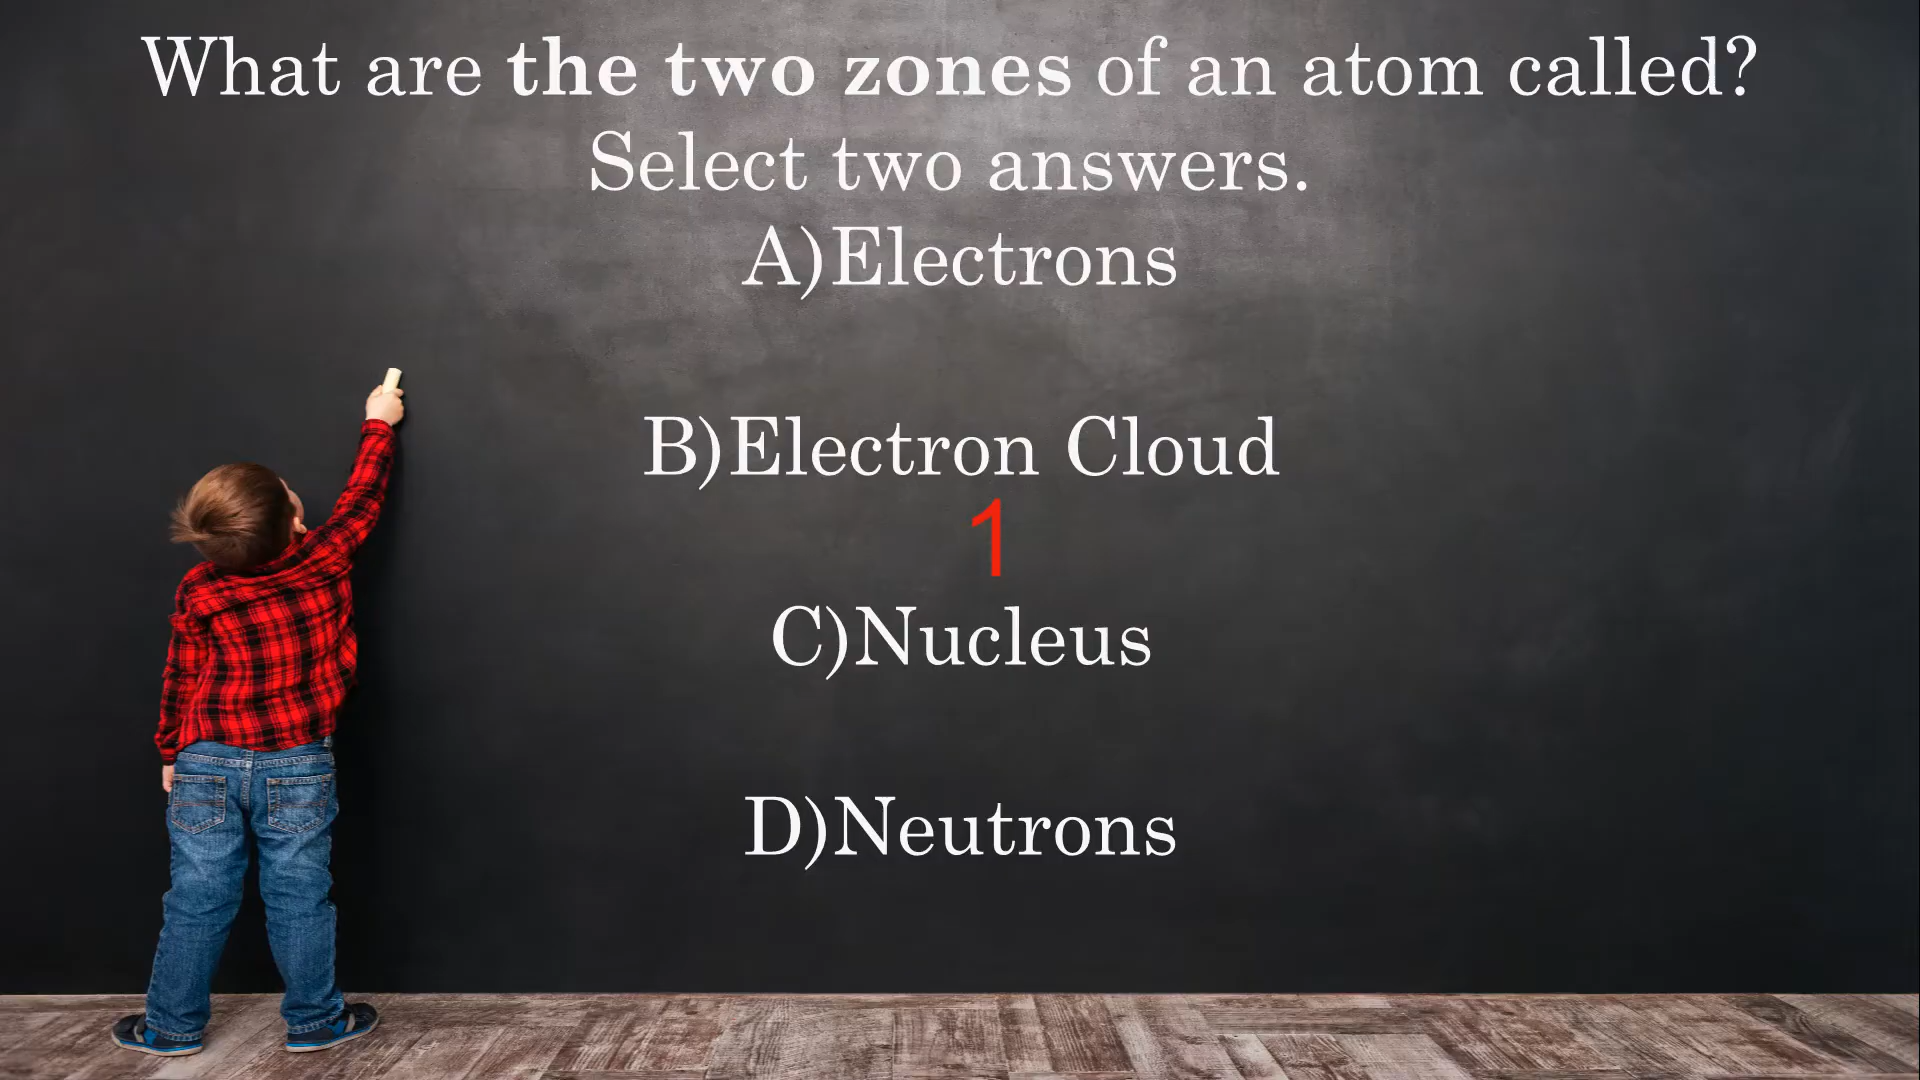 What are the two zones of an atom called?
Select two answers.
A)Electrons
B)Electron Cloud
1
C)Nucleus
D)Neutrons